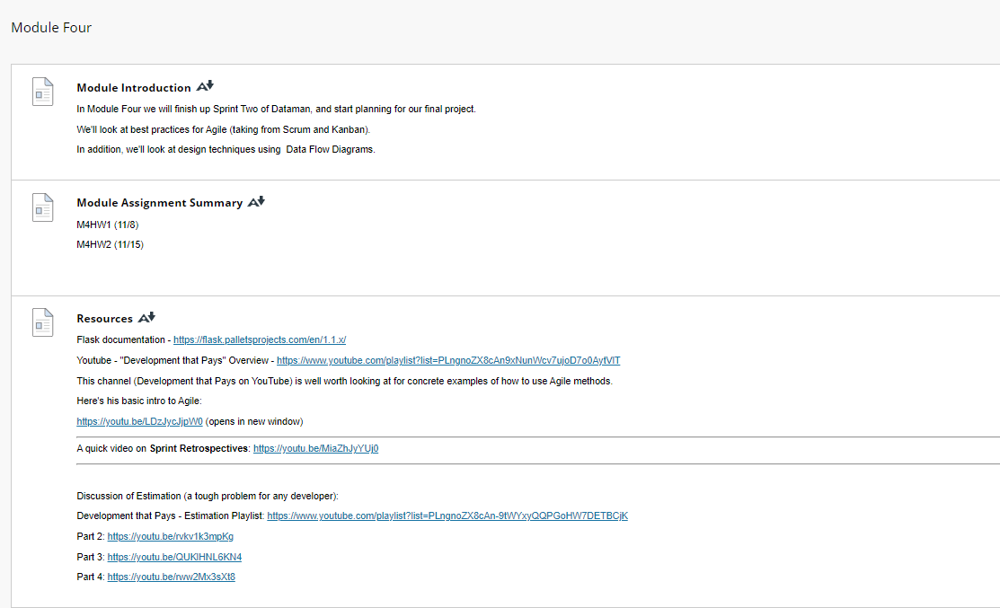 Module Four
Module Introduction
In Module Four we will finish up Sprint Two of Dataman, and start planning for our final project.
We'll look at best practices for Agile (taking from Scrum and Kanban).
In addition, we'll look at design techniques using  Data Flow Diagrams.
Module Assignment Summary
M4HW1 (11/8)
M4HW2 (11/15)
Resources
Flask documentation - https://flask.palletsprojects.com/en/1.1.x/
Youtube - "Development that Pays" Overview - https://www.youtube.com/playlist?list=PLngnoZX8cAn9xNunWcv7ujoD7o0AytVlT
This channel (Development that Pays on YouTube) is well worth looking at for concrete examples of how to use Agile methods.
Here's his basic intro to Agile:
https://youtu.be/LDzJycJjpW0 (opens in new window)
A quick video on Sprint Retrospectives: https://youtu.be/MiaZhJyYUj0
Discussion of Estimation (a tough problem for any developer):
Development that Pays - Estimation Playlist: https://www.youtube.com/playlist?list=PLngnoZX8cAn-9tWYxyQQPGoHW7DETBCjK
Part 2: https://youtu.be/rvkv1k3mpKg
Part 3: https://youtu.be/QUKlHNL6KN4
Part 4: https://youtu.be/rww2Mx3sXt8